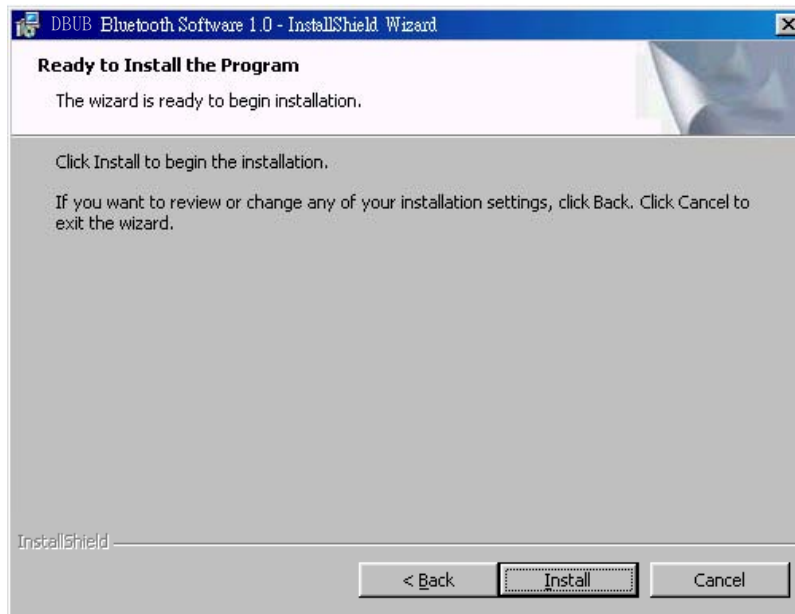 DBUB Bluetooth Software 1.0 - InstallShield Wizard
Ready to Install the Program
The wizard is ready to begin installation.
Click Install to begin the installation.
If you want to review or change any of your installation settings, click Back. Click Cancel to
exit the wizard.
InstallShield
< Back Install Cancel